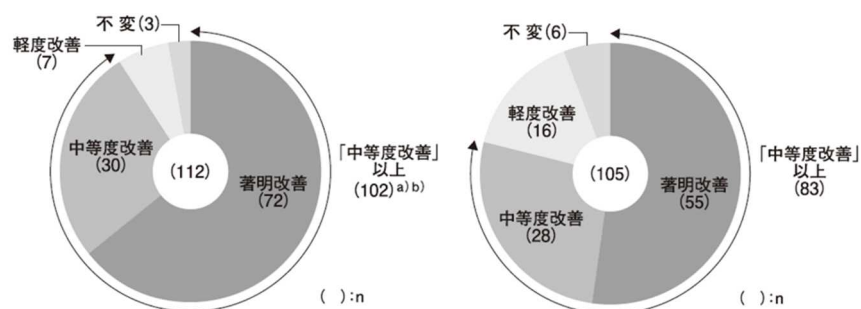 不 変(3)
軽度改善
(7)
中等度改善
(30)
(112)
著明改善
(72)
「中等度改善」
以上
(102)a)b)
( ):n
不 変(6)
軽度改善
(16)
中等度改善
(28)
(105)
著明改善
(55)
「中等度改善」
以上
(83)
( ):n